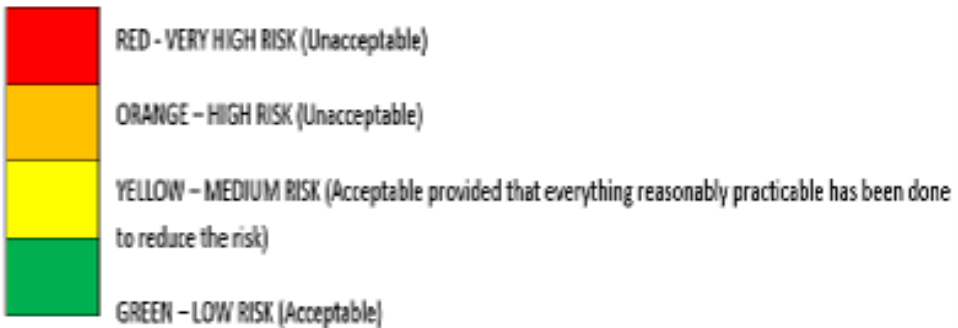 RED - VERY HIGH RISK (Unacceptable)
ORANGE – HIGH RISK (Unacceptable)
YELLOW – MEDIUM RISK (Acceptable provided that everything reasonably practicable has been done
to reduce the risk)
GREEN – LOW RISK (Acceptable)